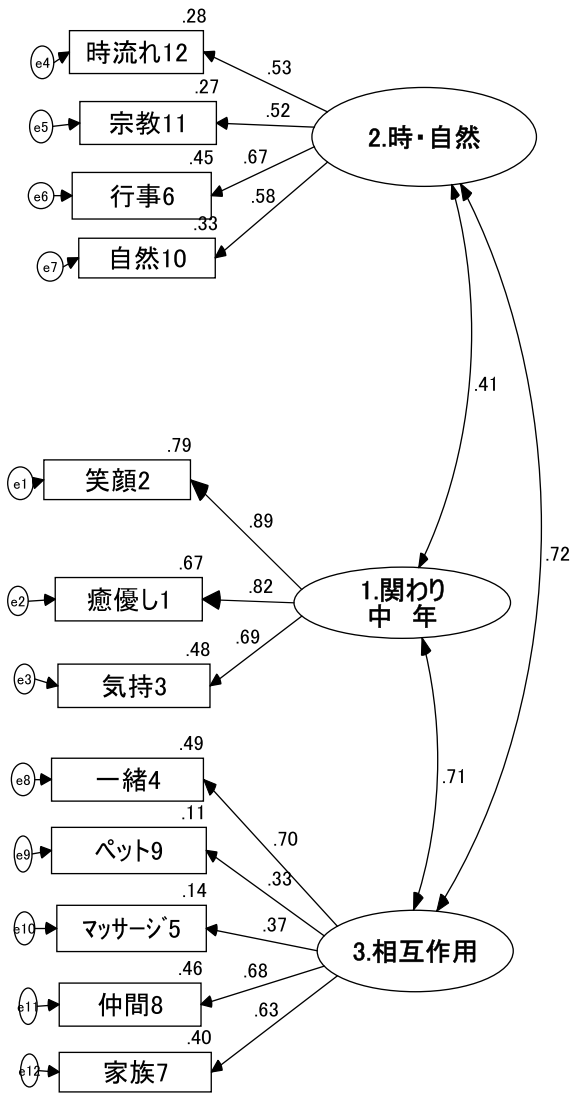 .28
e4
時流れ12
.53
.27
e5
宗教11
.52
2.時・自然
.45
e6
行事6
.67
.33
e7
自然10
.58
.41
.79
e1
笑顔2
.89
.72
.67
e2
癒優し1
.82
1.関わり
中 年
.48
e3
気持3
.69
.49
e8
一緒4
.70
.71
.11
e9
ペット9
.33
.14
e10
マッサージ5
.37
3.相互作用
.46
e11
仲間8
.68
.40
e12
家族7
.63